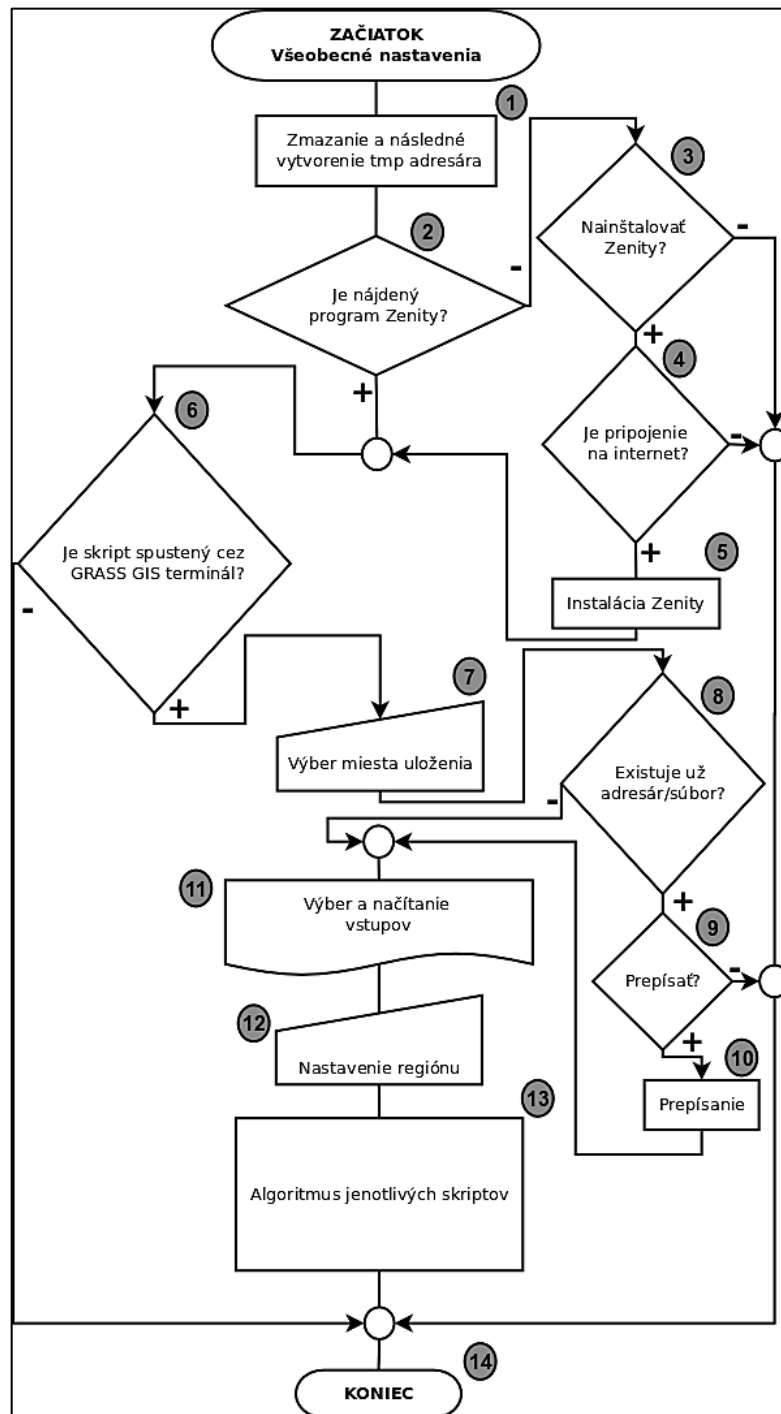 ZAČIATOK
Všeobecné nastavenia
1
Zmazanie a následné
vytvorenie tmp adresára
2
Je nájdený
program Zenity?
-
+
3
Nainštalovať
Zenity?
-
+
4
Je pripojenie
na internet?
-
+
5
Instalácia Zenity
6
Je skript spustený cez
GRASS GIS terminál?
-
+
7
Výber miesta uloženia
8
Existuje už
adresár/súbor?
-
+
9
Prepísať?
-
+
10
Prepísanie
11
Výber a načítanie
vstupov
12
Nastavenie regiónu
13
Algoritmus jenotlivých skriptov
14
KONIEC